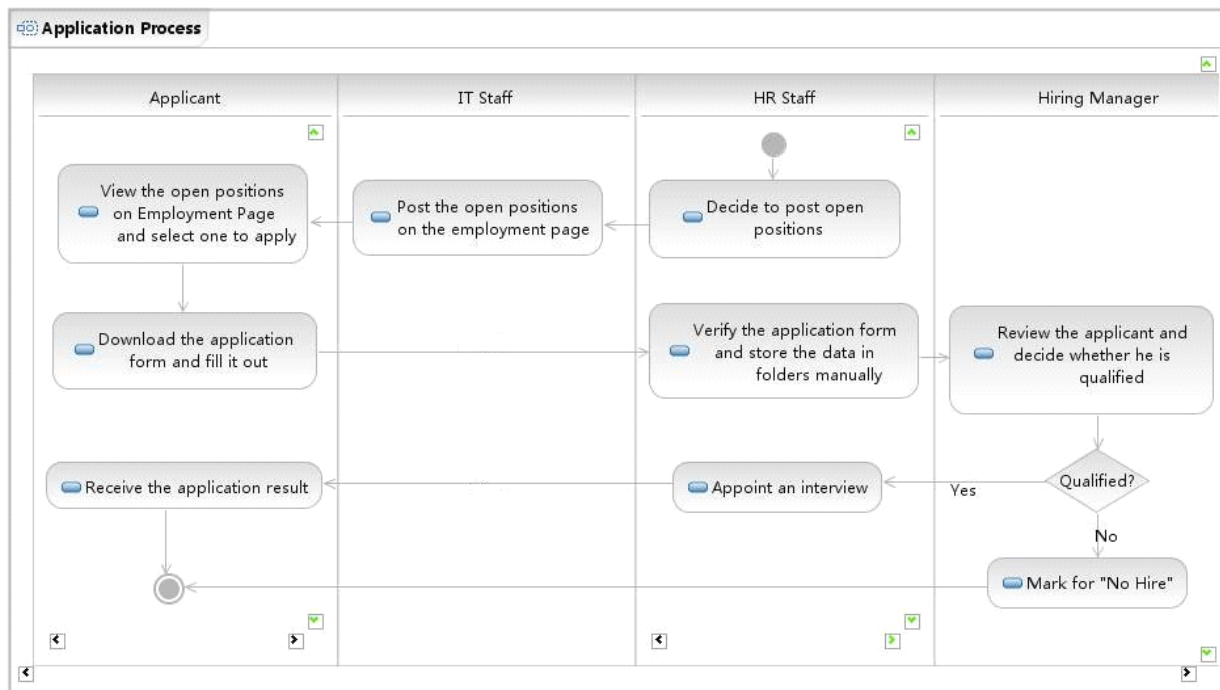 Application Process
Applicant
IT Staff
HR Staff
Hiring Manager
View the open positions
on Employment Page
and select one to apply
Post the open positions
on the employment page
Decide to post open
positions
Download the application
form and fill it out
Verify the application form
and store the data in
folders manually
Review the applicant and
decide whether he is
qualified
Receive the application result
Appoint an interview
Yes
Qualified?
No
Mark for "No Hire"